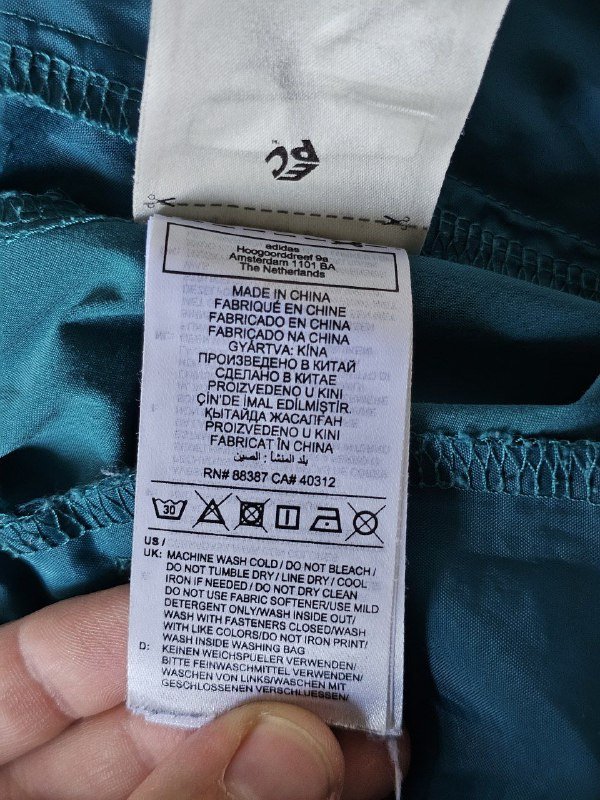 EPC
adidas
Hoogoorddreef 9a
Amsterdam 1101 BA
The Netherlands
MADE IN CHINA
FABRIQUÉ EN CHINE
FABRICADO EN CHINA
FABRICADO NA CHINA
GYÁRTVA: KÍNA
ПРОИЗВЕДЕНО В КИТАЙ
СДЕЛАНО В КИТАЕ
PROIZVEDENO U KINI
ÇİN'DE İMAL EDİLMİŞTİR.
ҚЫТАЙДА ЖАСАЛҒАН
PROIZVEDENO U KINI
FABRICAT ÎN CHINA
بلد المنشأ: الصين
RN# 88387 CA# 40312
30
US /
UK: MACHINE WASH COLD / DO NOT BLEACH /
DO NOT TUMBLE DRY / LINE DRY / COOL
IRON IF NEEDED / DO NOT DRY CLEAN
DO NOT USE FABRIC SOFTENER/USE MILD
DETERGENT ONLY/WASH INSIDE OUT/
WASH WITH FASTENERS CLOSED/WASH
WITH LIKE COLORS/DO NOT IRON PRINT/
WASH INSIDE WASHING BAG
D: KEINEN WEICHSPUELER VERWENDEN/
BITTE FEINWASCHMITTEL VERWENDEN/
WASCHEN VON LINKS/WASCHEN MIT
GESCHLOSSENEN VERSCHLUESSEN/